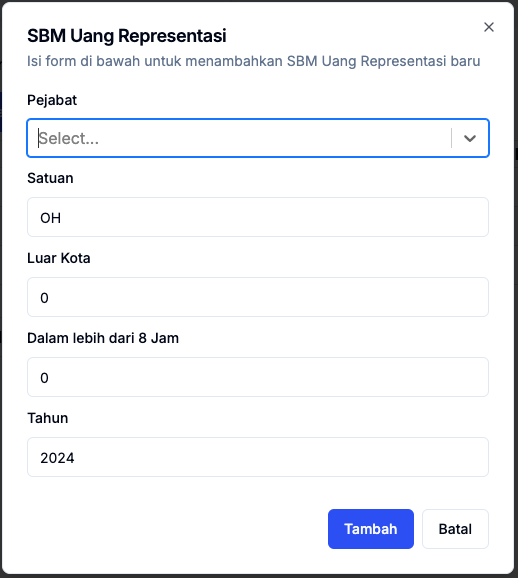 SBM Uang Representasi
Isi form di bawah untuk menambahkan SBM Uang Representasi baru
Pejabat
Select...
Satuan
OH
Luar Kota
0
Dalam lebih dari 8 Jam
0
Tahun
2024
Tambah
Batal